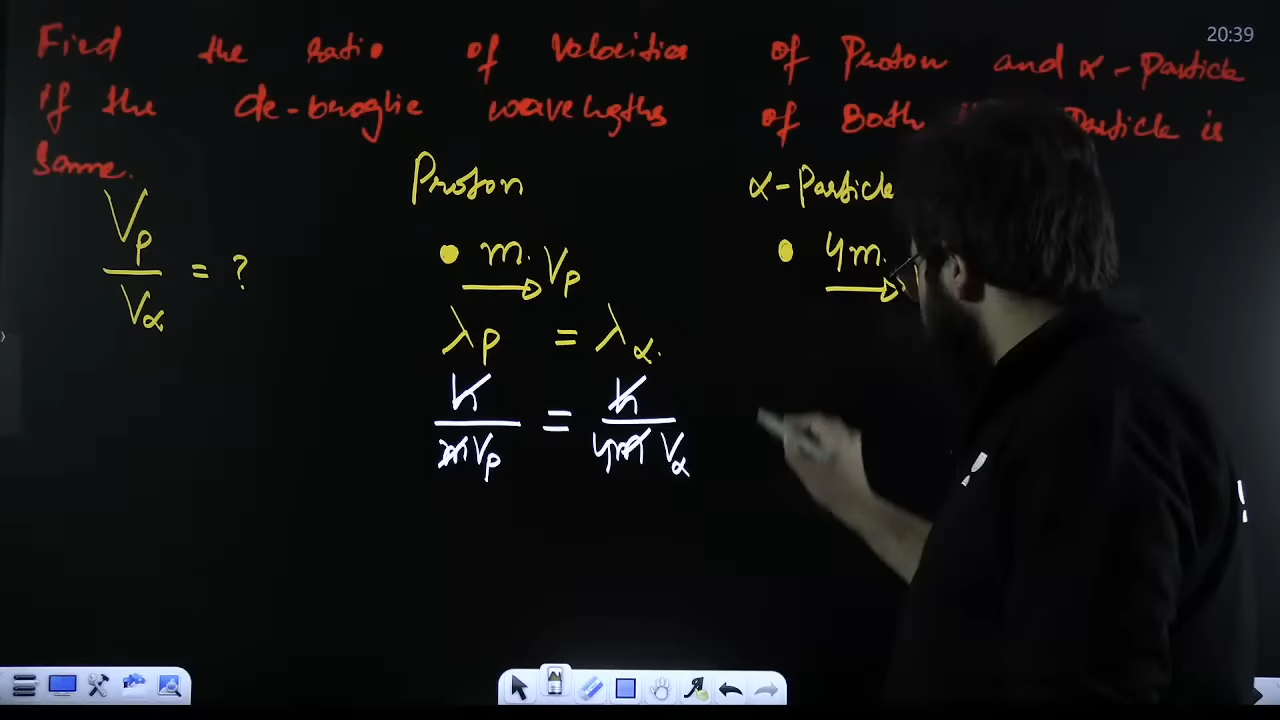 20:39
Find the ratio of velocities of Proton and α-Particle
If the de-broglie wavelengths of Both Particle is
Same.
Proton
α-Particle
Vp/Vα = ?
m. Vp
4m.
λp = λα.
h/mVp = h/4mVα